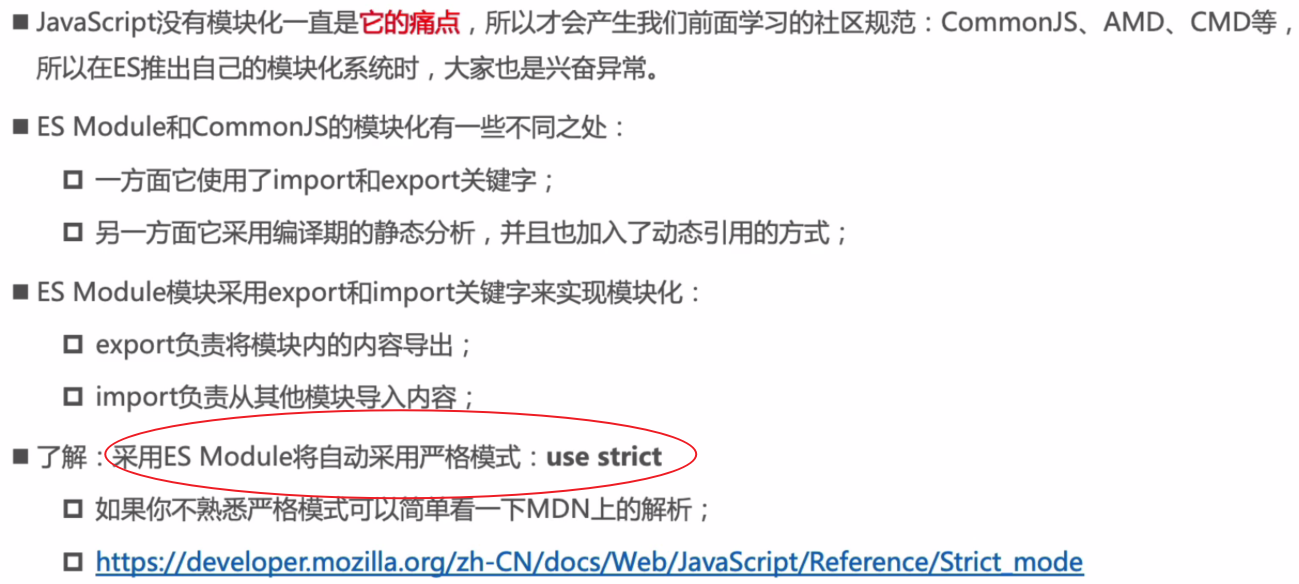 ■ JavaScript没有模块化一直是它的痛点，所以才会产生我们前面学习的社区规范：CommonJS、AMD、CMD等，
所以在ES推出自己的模块化系统时，大家也是兴奋异常。
■ ES Module和CommonJS的模块化有一些不同之处：
一方面它使用了import和export关键字；
另一方面它采用编译期的静态分析，并且也加入了动态引用的方式；
■ ES Module模块采用export和import关键字来实现模块化：
export负责将模块内的内容导出；
import负责从其他模块导入内容；
■ 了解：采用ES Module将自动采用严格模式：use strict
如果你不熟悉严格模式可以简单看一下MDN上的解析；
https://developer.mozilla.org/zh-CN/docs/Web/JavaScript/Reference/Strict_mode